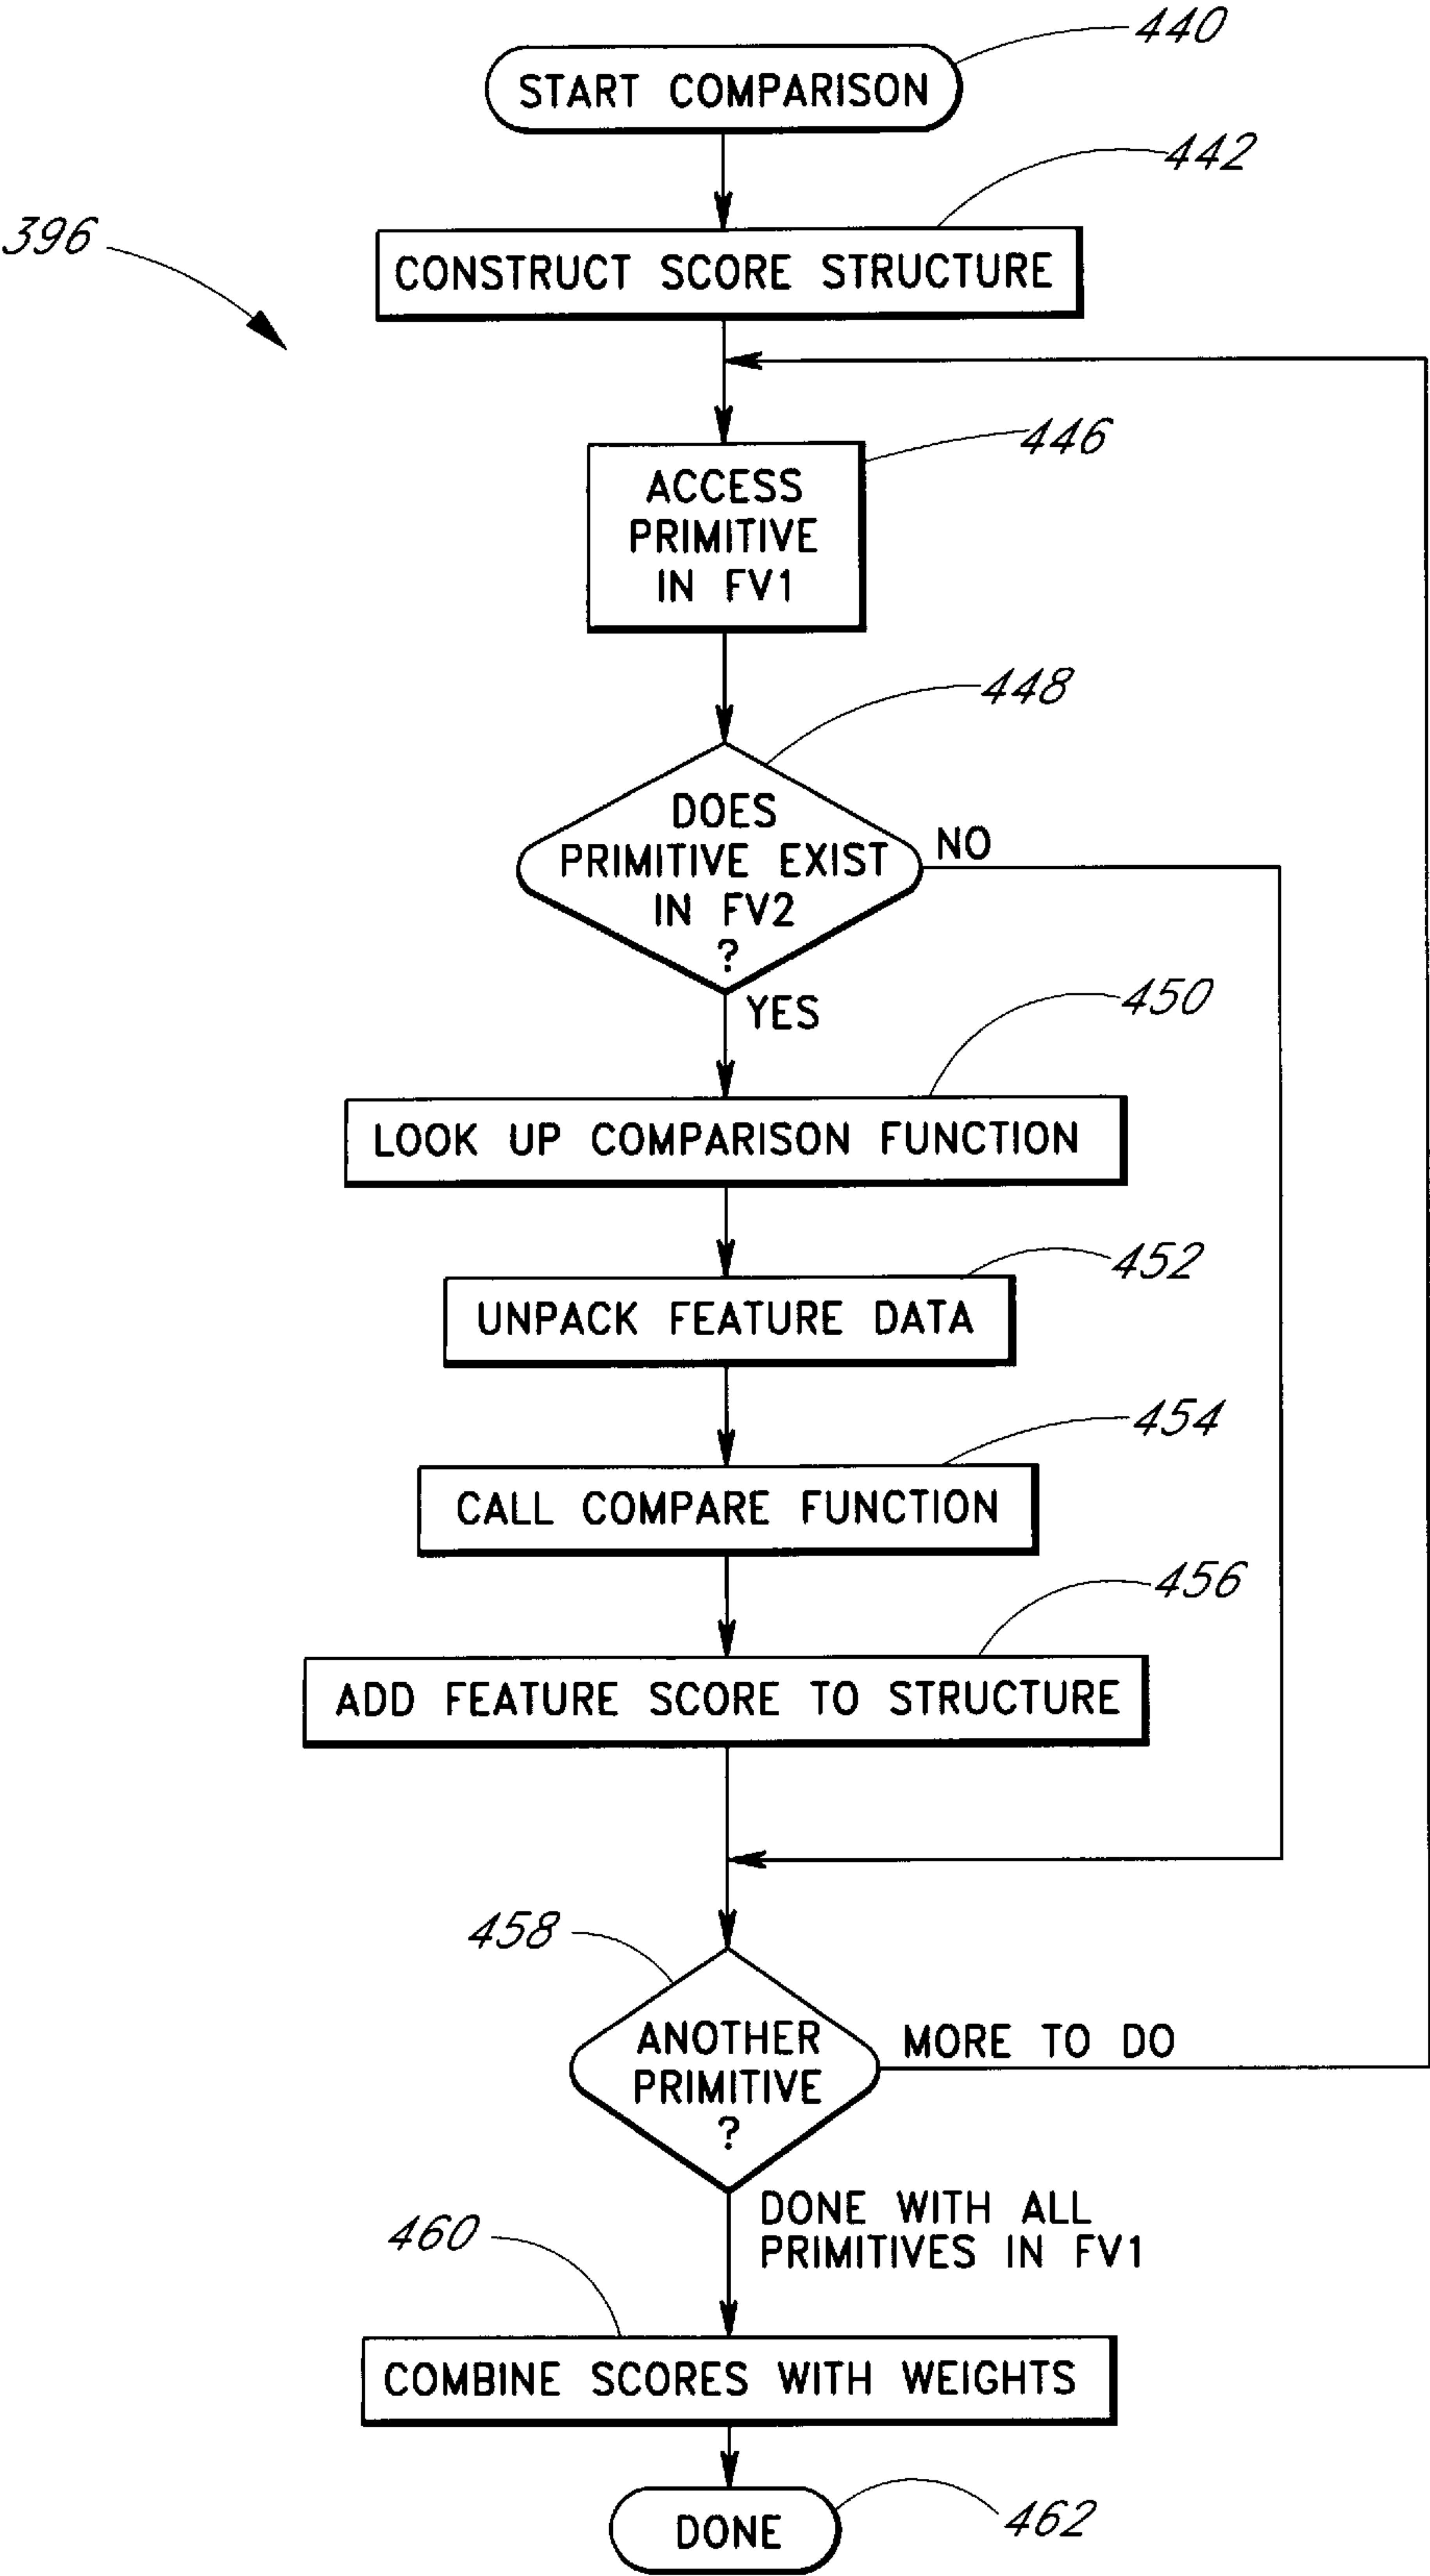 440
START COMPARISON
442
396
CONSTRUCT SCORE STRUCTURE
446
ACCESS
PRIMITIVE
IN FV1
448
DOES
PRIMITIVE EXIST
IN FV2
?
NO
YES
450
LOOK UP COMPARISON FUNCTION
452
UNPACK FEATURE DATA
454
CALL COMPARE FUNCTION
456
ADD FEATURE SCORE TO STRUCTURE
458
ANOTHER
PRIMITIVE
?
MORE TO DO
DONE WITH ALL
PRIMITIVES IN FV1
460
COMBINE SCORES WITH WEIGHTS
DONE
462